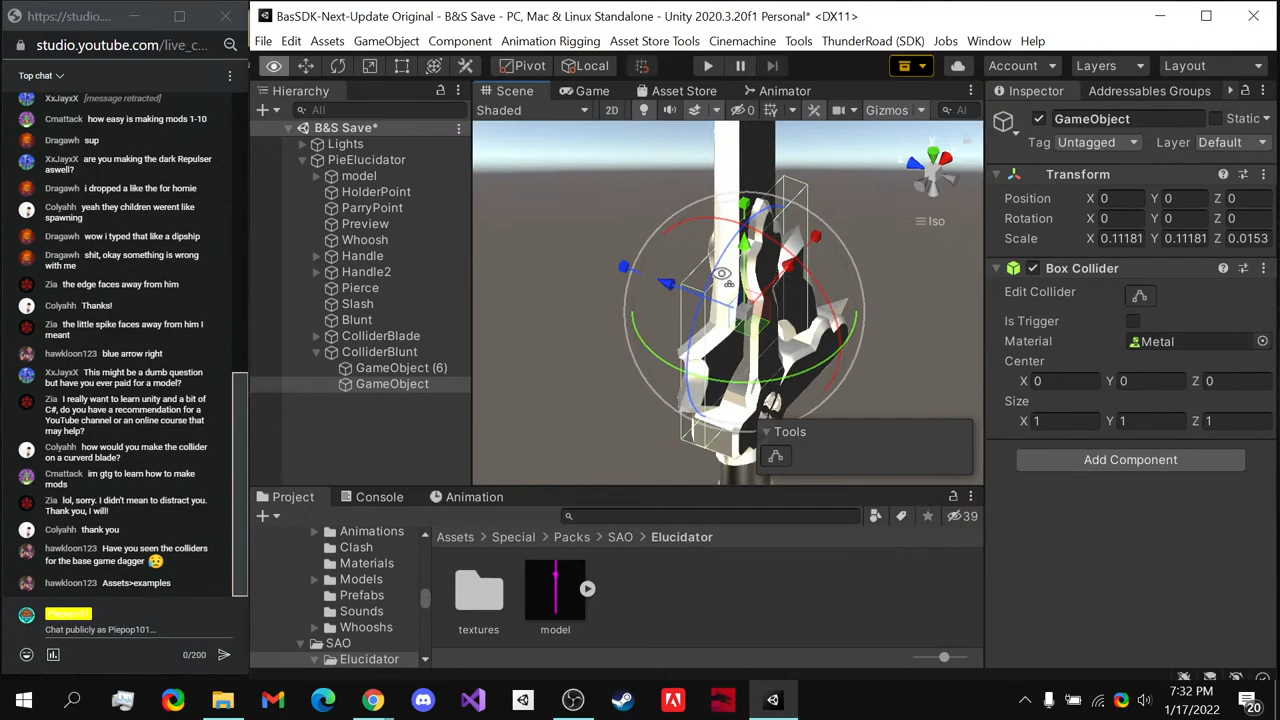 https://studio....
studio.youtube.com/live_c...
Top chat
XxJayxX [message retracted]
Cmattack how easy is making mods 1-10
Dragawh sup
XxJayxX are you making the dark Repulser
aswell?
Dragawh i dropped a like the for homie
Colyahh yeah they children werent like
spawning
Dragawh wow i typed that like a dipship
Dragawh shit, okay something is wrong
with me
Zia the edge faces away from him
Colyahh Thanks!
Zia the little spike faces away from him I
meant
hawkloon123 blue arrow right
XxJayxX This might be a dumb question
but have you ever paid for a model?
Zia I really want to learn unity and a bit of
C#, do you have a recommendation for a
YouTube channel or an online course that
may help?
Colyahh how would you make the collider
on a curverd blade?
Cmattack im gtg to learn how to make
mods
Zia lol, sorry. I didn't mean to distract you.
Thank you, I will!
Colyahh thank you
hawkloon123 Have you seen the colliders
for the base game dagger 😥
hawkloon123 Assets>examples
Piepop101
Chat publicly as Piepop101...
0/200
BasSDK-Next-Update Original - B&S Save - PC, Mac & Linux Standalone - Unity 2020.3.20f1 Personal* <DX11>
File Edit Assets GameObject Component Animation Rigging Asset Store Tools Cinemachine Tools ThunderRoad (SDK) Jobs Window Help
Pivot Local Account Layers Layout
Hierarchy
All
B&S Save*
Lights
PieElucidator
model
HolderPoint
ParryPoint
Preview
Whoosh
Handle
Handle2
Pierce
Slash
Blunt
ColliderBlade
ColliderBlunt
GameObject (6)
GameObject
Scene Game Asset Store Animator
Shaded 2D 0 Gizmos Al
y
z
Iso
Tools
Inspector Addressables Groups
GameObject Static
Tag Untagged Layer Default
Transform
Position X 0 Y 0 Z 0
Rotation X 0 Y 0 Z 0
Scale X 0.11181 Y 0.11181 Z 0.0153
Box Collider
Edit Collider
Is Trigger
Material Metal
Center
X 0 Y 0 Z 0
Size
X 1 Y 1 Z 1
Add Component
Project Console Animation
39
Animations
Clash
Materials
Models
Prefabs
Sounds
Whooshs
SAO
Elucidator
Assets > Special > Packs > SAO > Elucidator
textures model
7:32 PM
1/17/2022
20